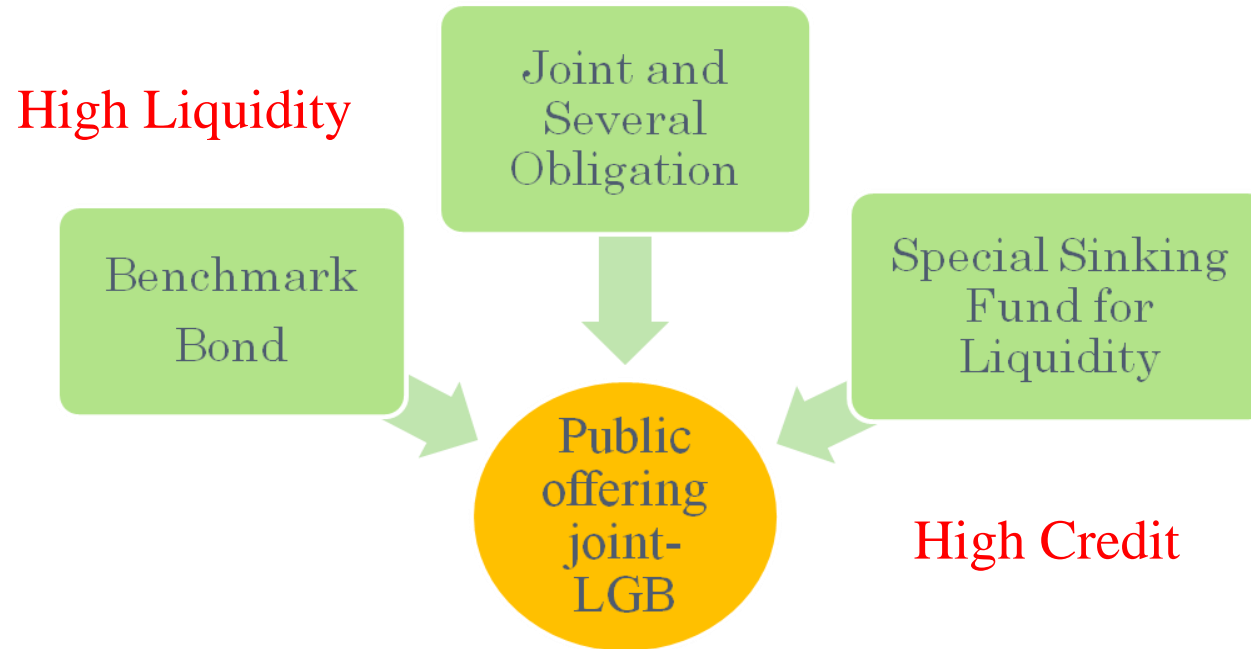 High Liquidity
Joint and
Several
Obligation
Benchmark
Bond
Special Sinking
Fund for
Liquidity
Public
offering
joint-
LGB
High Credit